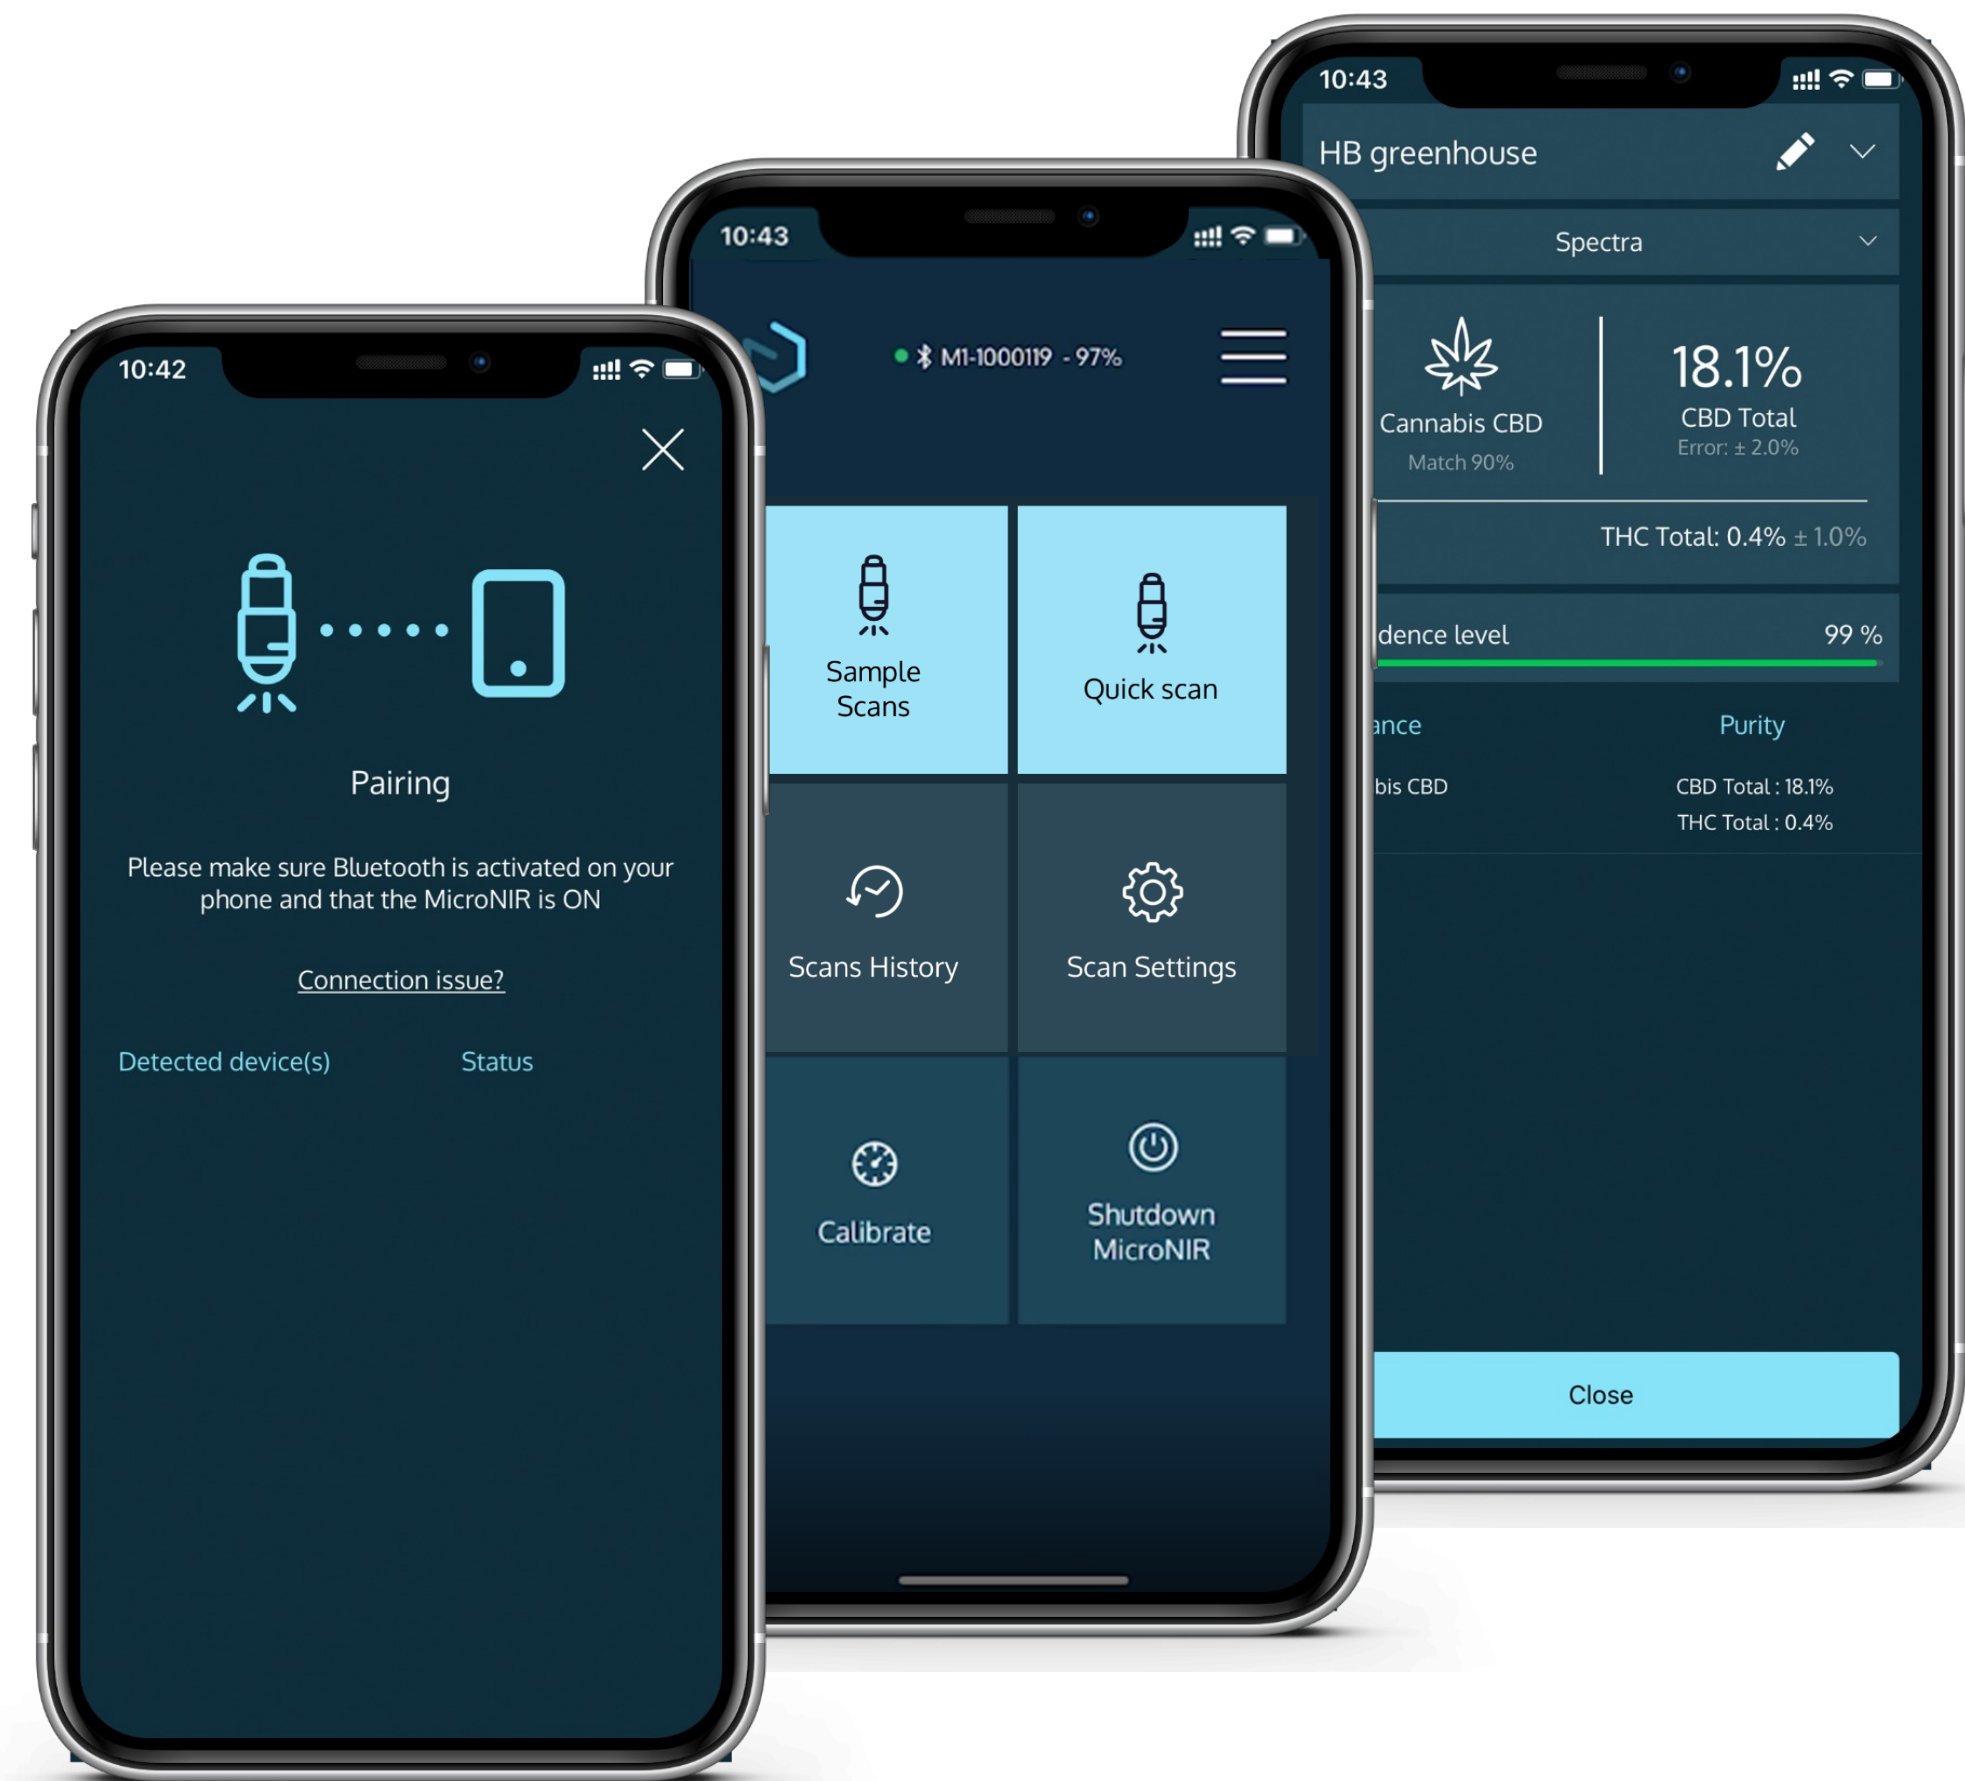 10:42
Pairing
Please make sure Bluetooth is activated on your
phone and that the MicroNIR is ON
Connection issue?
Detected device(s) Status
10:43
M1-1000119 - 97%
Sample
Scans
Quick scan
Scans History
Scan Settings
Calibrate
Shutdown
MicroNIR
10:43
HB greenhouse
Spectra
Cannabis CBD
Match 90%
18.1%
CBD Total
Error: ± 2.0%
THC Total: 0.4% ± 1.0%
dence level 99 %
ance Purity
bis CBD CBD Total : 18.1%
THC Total : 0.4%
Close